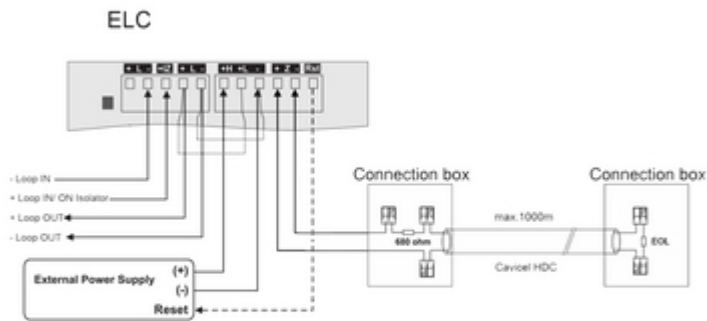 ELC
+ L - +IZ + L - +H +L - + Z - Rst
- Loop IN
+ Loop IN/ ON Isolator
+ Loop OUT
- Loop OUT
External Power Supply
(+)
(-)
Reset
Connection box
680 ohm
max.1000m
Cavicel HDC
Connection box
EOL